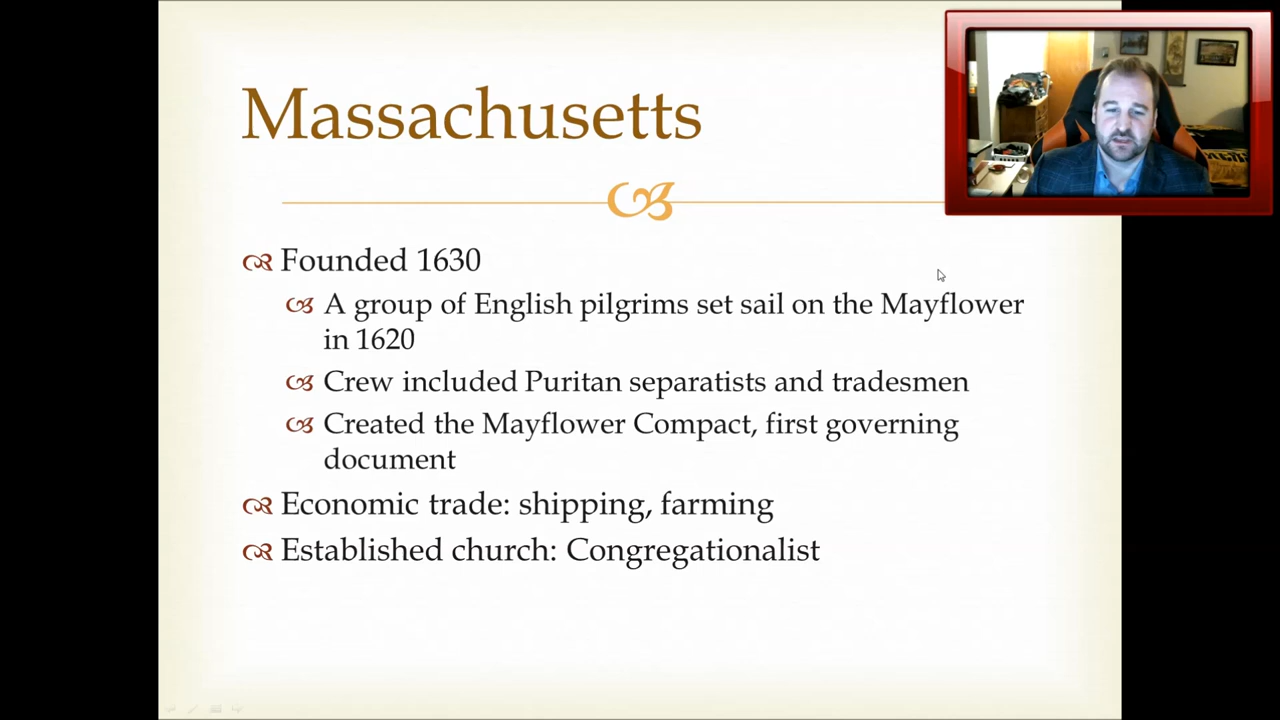 Massachusetts
Founded 1630
A group of English pilgrims set sail on the Mayflower
in 1620
Crew included Puritan separatists and tradesmen
Created the Mayflower Compact, first governing
document
Economic trade: shipping, farming
Established church: Congregationalist